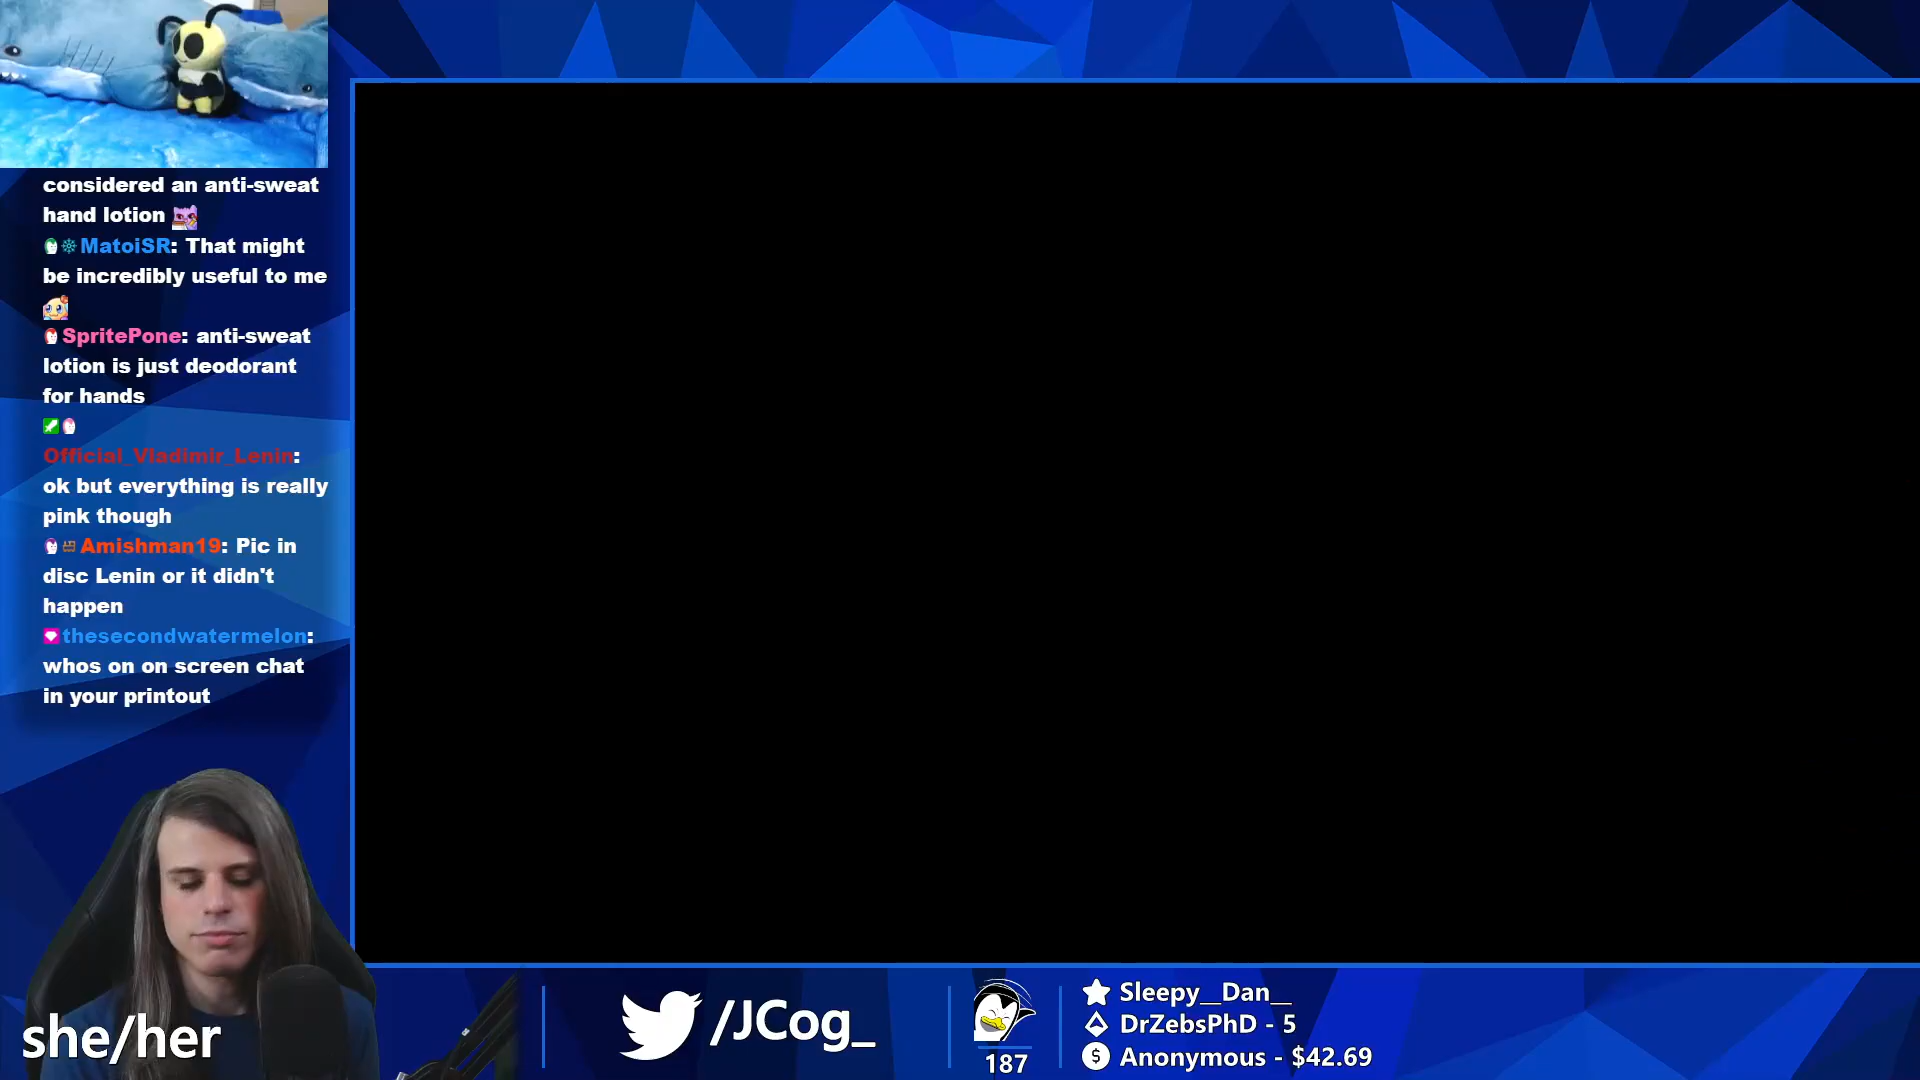 considered an anti-sweat
hand lotion
MatoiSR: That might
be incredibly useful to me
SpritePone: anti-sweat
lotion is just deodorant
for hands
Official_Vladimir_Lenin:
ok but everything is really
pink though
Amishman19: Pic in
disc Lenin or it didn't
happen
thesecondwatermelon:
whos on on screen chat
in your printout
she/her
/JCog_
187
Sleepy__Dan__
DrZebsPhD - 5
$ Anonymous - $42.69